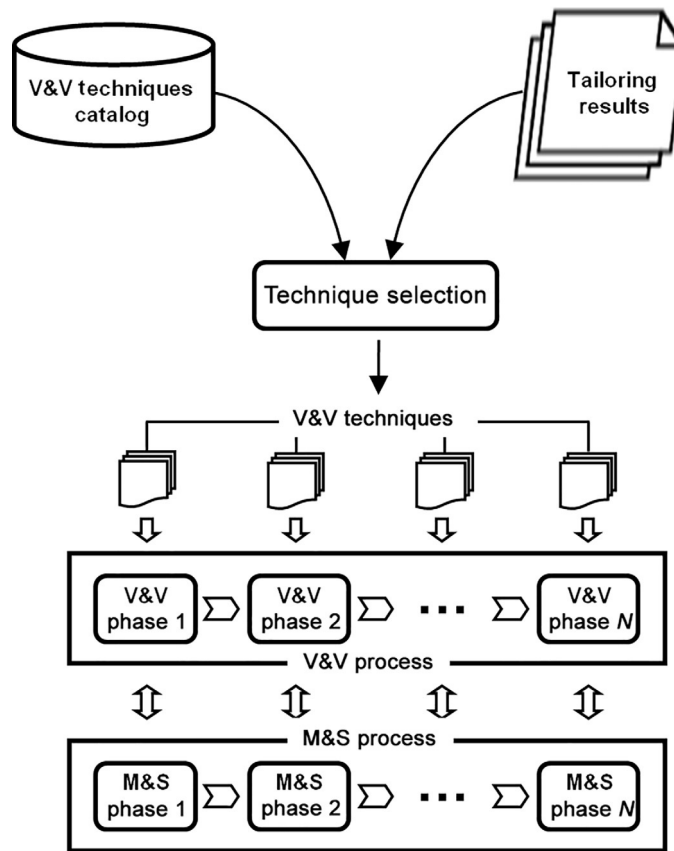 V&V techniques
catalog
Tailoring
results
Technique selection
V&V techniques
V&V
phase 1
V&V
phase 2
...
V&V
phase N
V&V process
M&S process
M&S
phase 1
M&S
phase 2
...
M&S
phase N